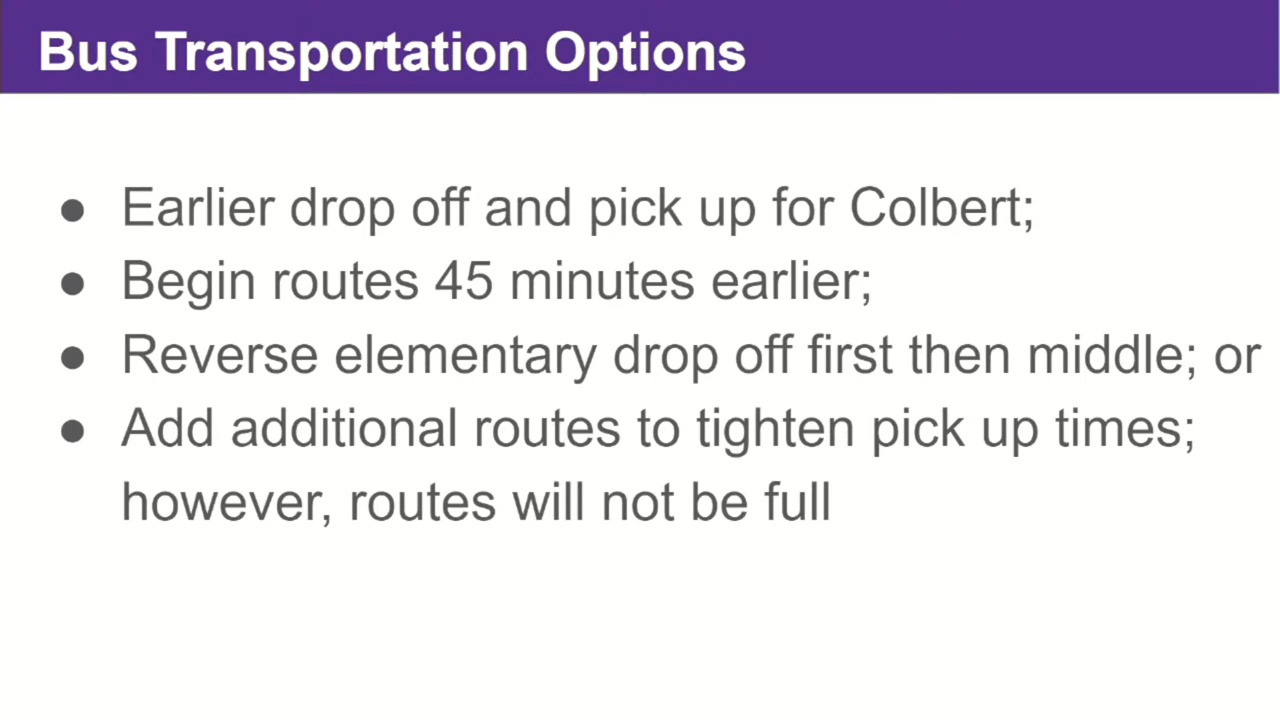 Bus Transportation Options
● Earlier drop off and pick up for Colbert;
● Begin routes 45 minutes earlier;
● Reverse elementary drop off first then middle; or
● Add additional routes to tighten pick up times;
however, routes will not be full